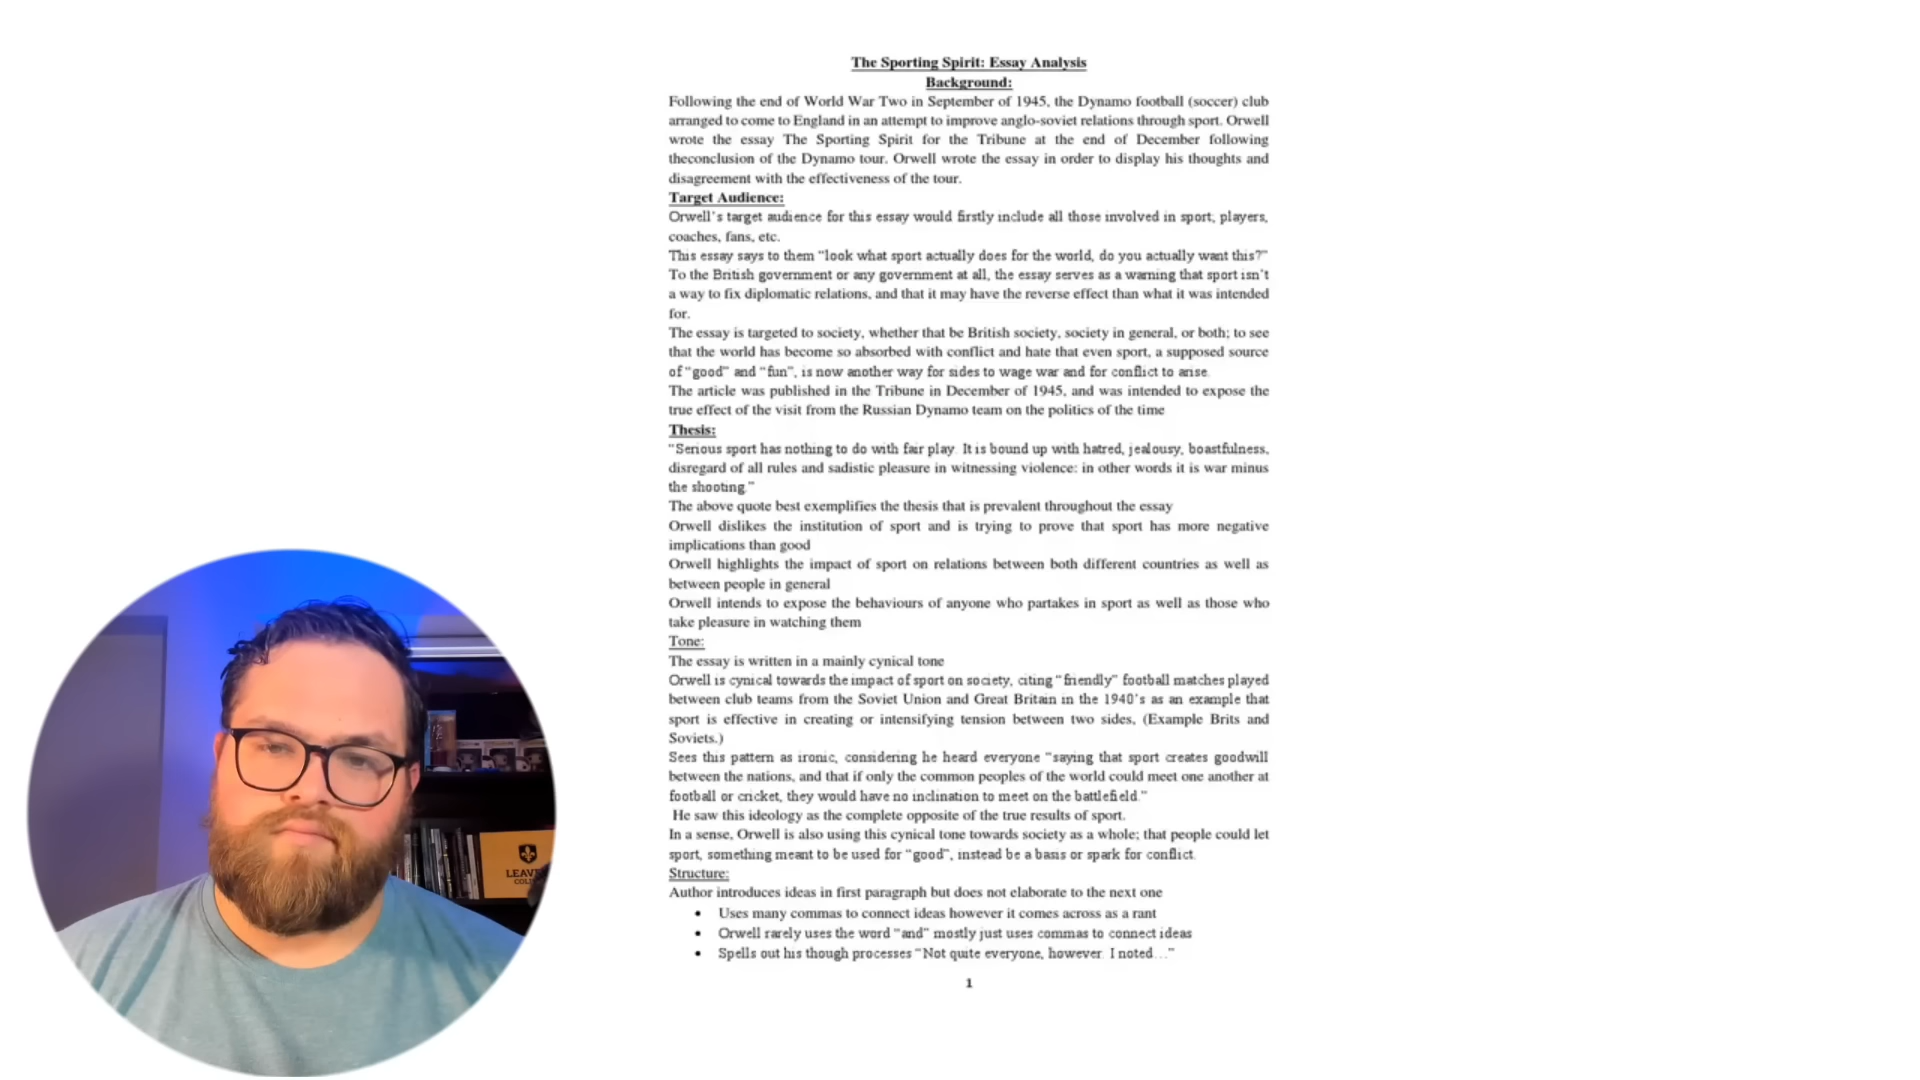 The Sporting Spirit: Essay Analysis
Background:
Following the end of World War Two in September of 1945, the Dynamo football (soccer) club
arranged to come to England in an attempt to improve anglo-soviet relations through sport. Orwell
wrote the essay The Sporting Spirit for the Tribune at the end of December following
theconclusion of the Dynamo tour. Orwell wrote the essay in order to display his thoughts and
disagreement with the effectiveness of the tour.
Target Audience:
Orwell's target audience for this essay would firstly include all those involved in sport; players,
coaches, fans, etc.
This essay says to them "look what sport actually does for the world, do you actually want this?"
To the British government or any government at all, the essay serves as a warning that sport isn't
a way to fix diplomatic relations, and that it may have the reverse effect than what it was intended
for.
The essay is targeted to society, whether that be British society, society in general, or both; to see
that the world has become so absorbed with conflict and hate that even sport, a supposed source
of "good" and "fun", is now another way for sides to wage war and for conflict to arise.
The article was published in the Tribune in December of 1945, and was intended to expose the
true effect of the visit from the Russian Dynamo team on the politics of the time
Thesis:
"Serious sport has nothing to do with fair play. It is bound up with hatred, jealousy, boastfulness,
disregard of all rules and sadistic pleasure in witnessing violence: in other words it is war minus
the shooting."
The above quote best exemplifies the thesis that is prevalent throughout the essay
Orwell dislikes the institution of sport and is trying to prove that sport has more negative
implications than good
Orwell highlights the impact of sport on relations between both different countries as well as
between people in general
Orwell intends to expose the behaviours of anyone who partakes in sport as well as those who
take pleasure in watching them
Tone:
The essay is written in a mainly cynical tone
Orwell is cynical towards the impact of sport on society, citing "friendly" football matches played
between club teams from the Soviet Union and Great Britain in the 1940's as an example that
sport is effective in creating or intensifying tension between two sides, (Example Brits and
Soviets.)
Sees this pattern as ironic, considering he heard everyone "saying that sport creates goodwill
between the nations, and that if only the common peoples of the world could meet one another at
football or cricket, they would have no inclination to meet on the battlefield."
He saw this ideology as the complete opposite of the true results of sport.
In a sense, Orwell is also using this cynical tone towards society as a whole; that people could let
sport, something meant to be used for "good", instead be a basis or spark for conflict.
Structure:
Author introduces ideas in first paragraph but does not elaborate to the next one
• Uses many commas to connect ideas however it comes across as a rant
• Orwell rarely uses the word "and" mostly just uses commas to connect ideas
• Spells out his though processes "Not quite everyone, however. I noted…"
1